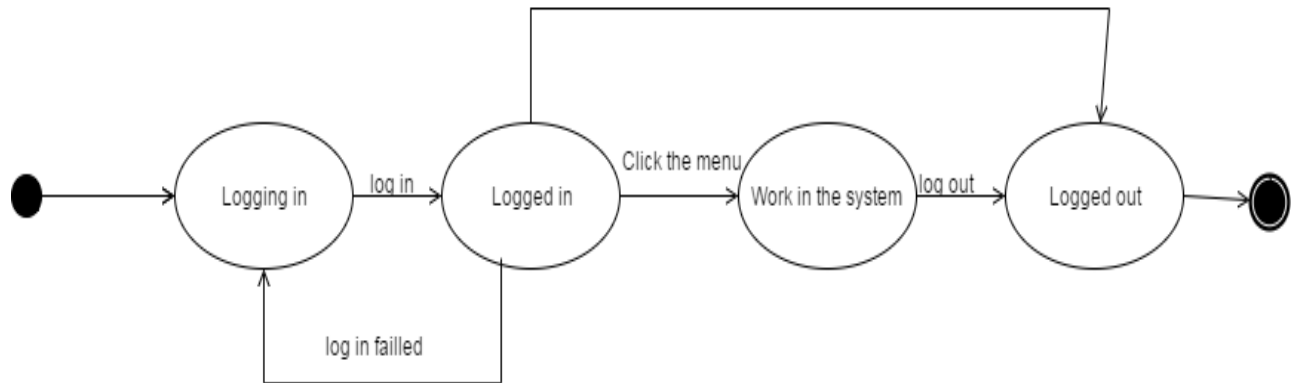 Click the menu
log in
log out
Logging in
Logged in
Work in the system
Logged out
log in failled